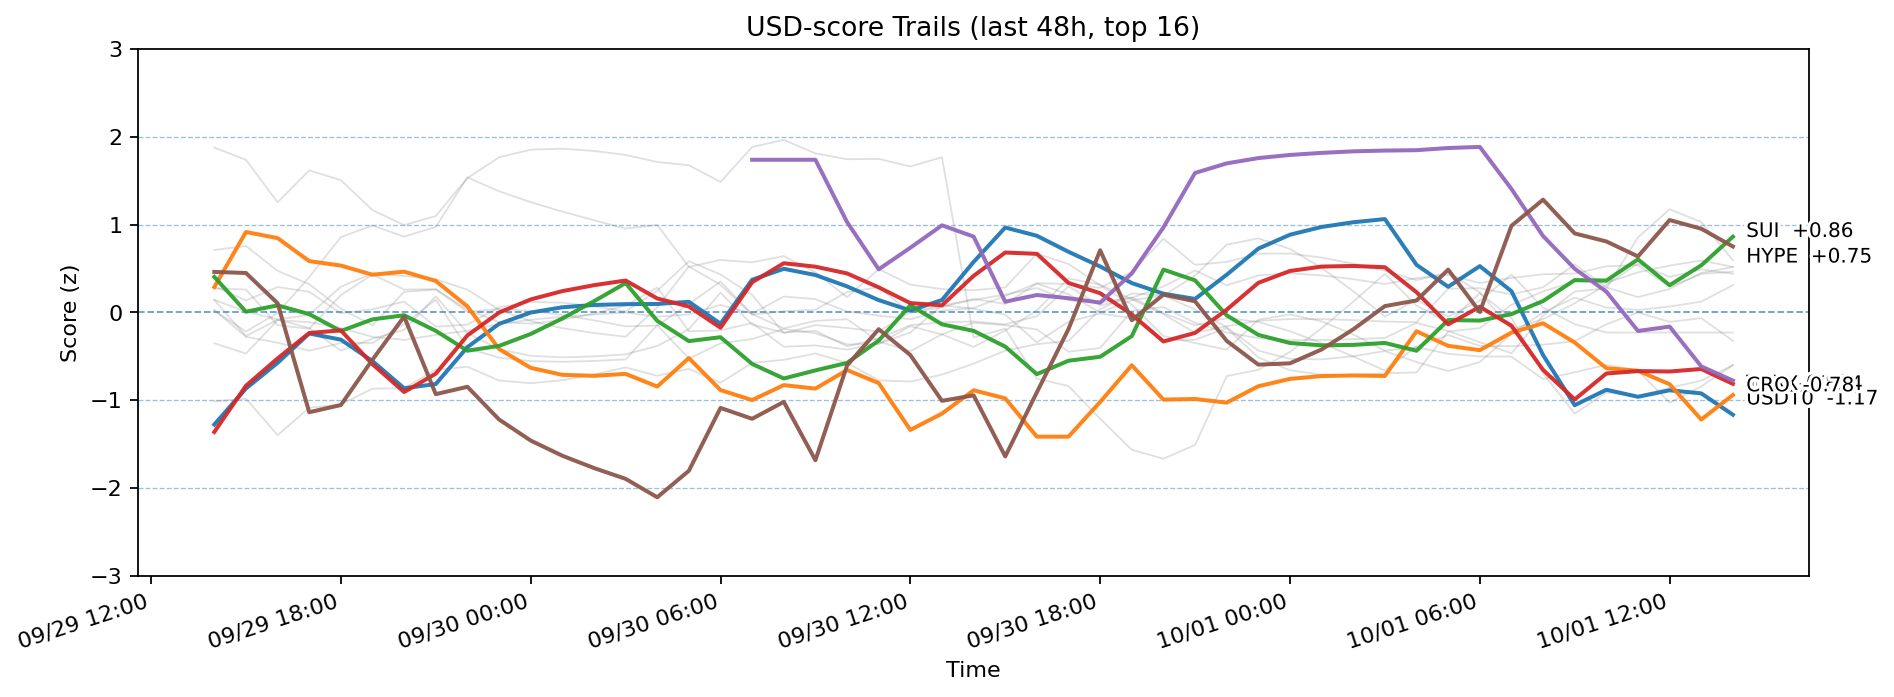 USD-score Trails (last 48h, top 16)
3
2
1
0
−1
−2
−3
Score (z)
SUI +0.86
HYPE +0.75
CRO -0.78
USDT0 -1.17
09/29 12:00
09/29 18:00
09/30 00:00
09/30 06:00
09/30 12:00
09/30 18:00
10/01 00:00
10/01 06:00
10/01 12:00
Time